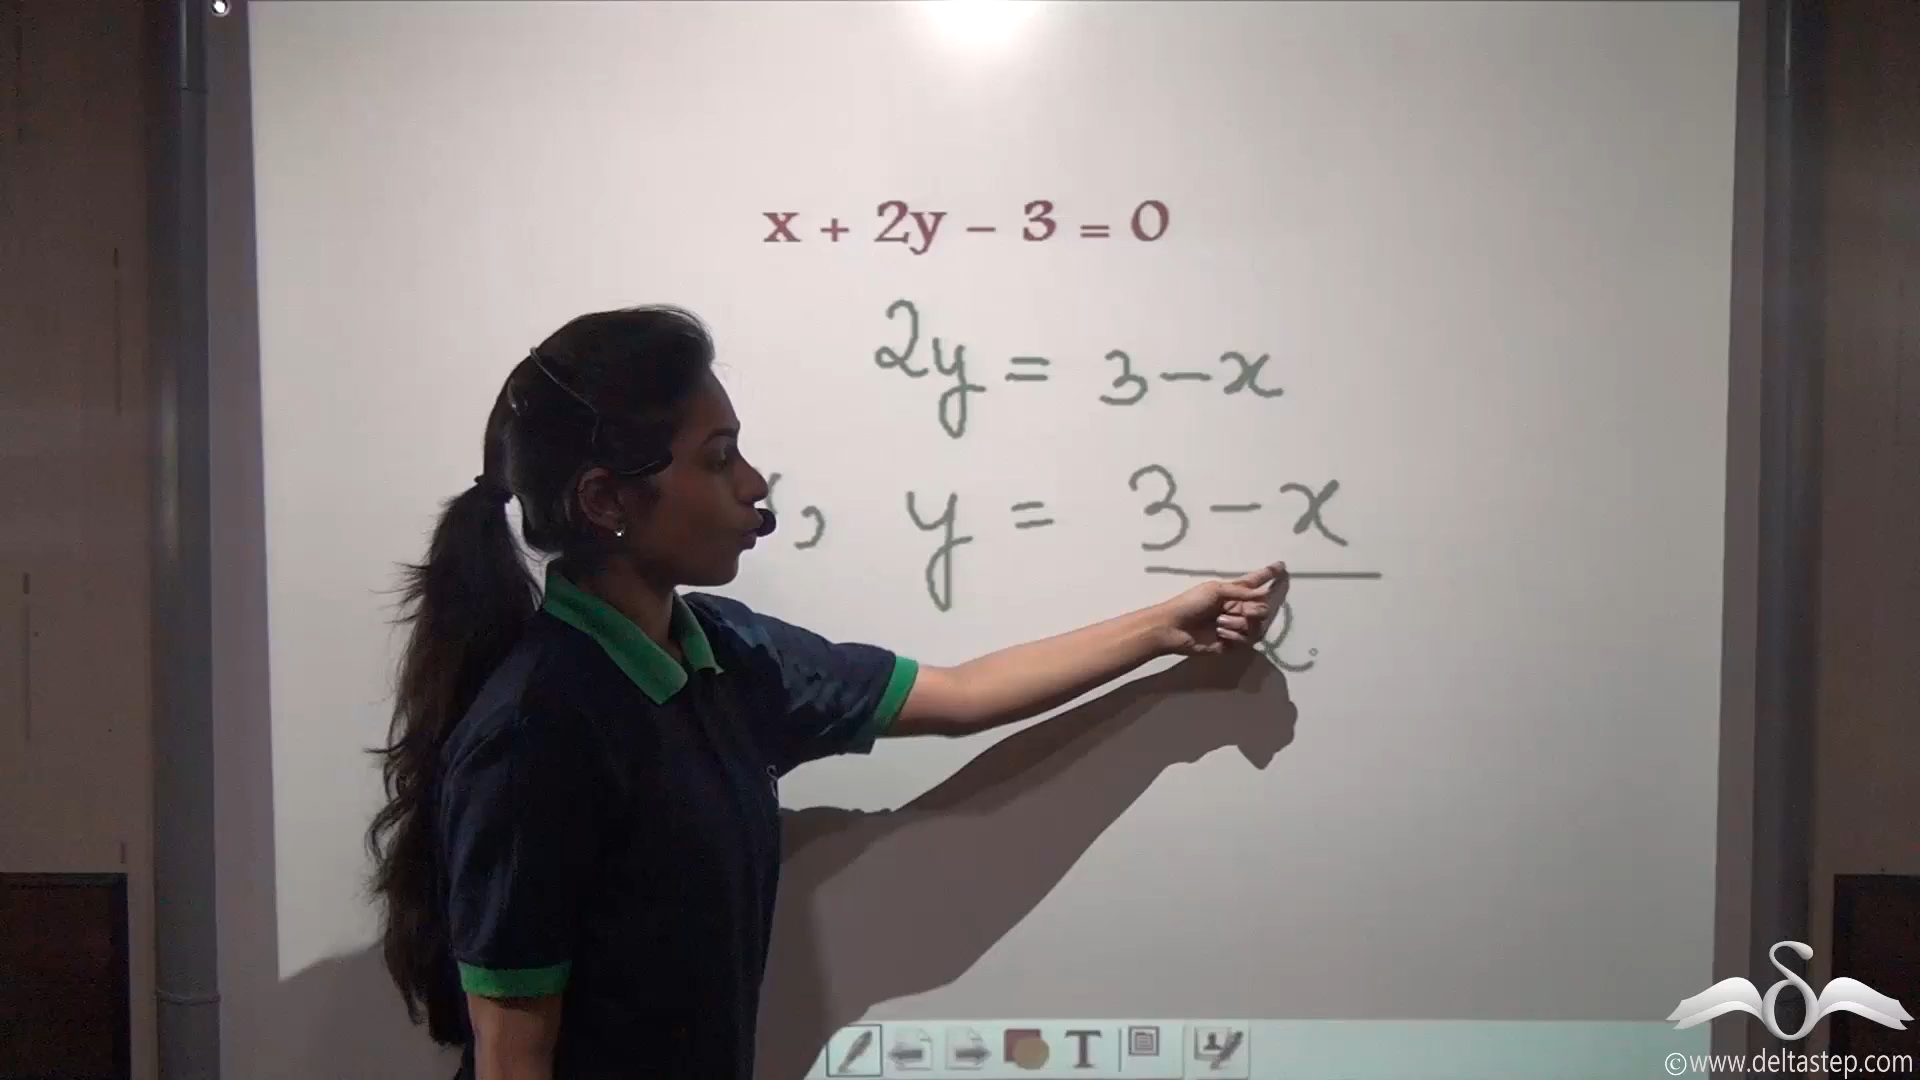 x + 2y – 3 = 0
2y = 3 – x
, y = 3 – x
2.
T
©www.deltastep.com